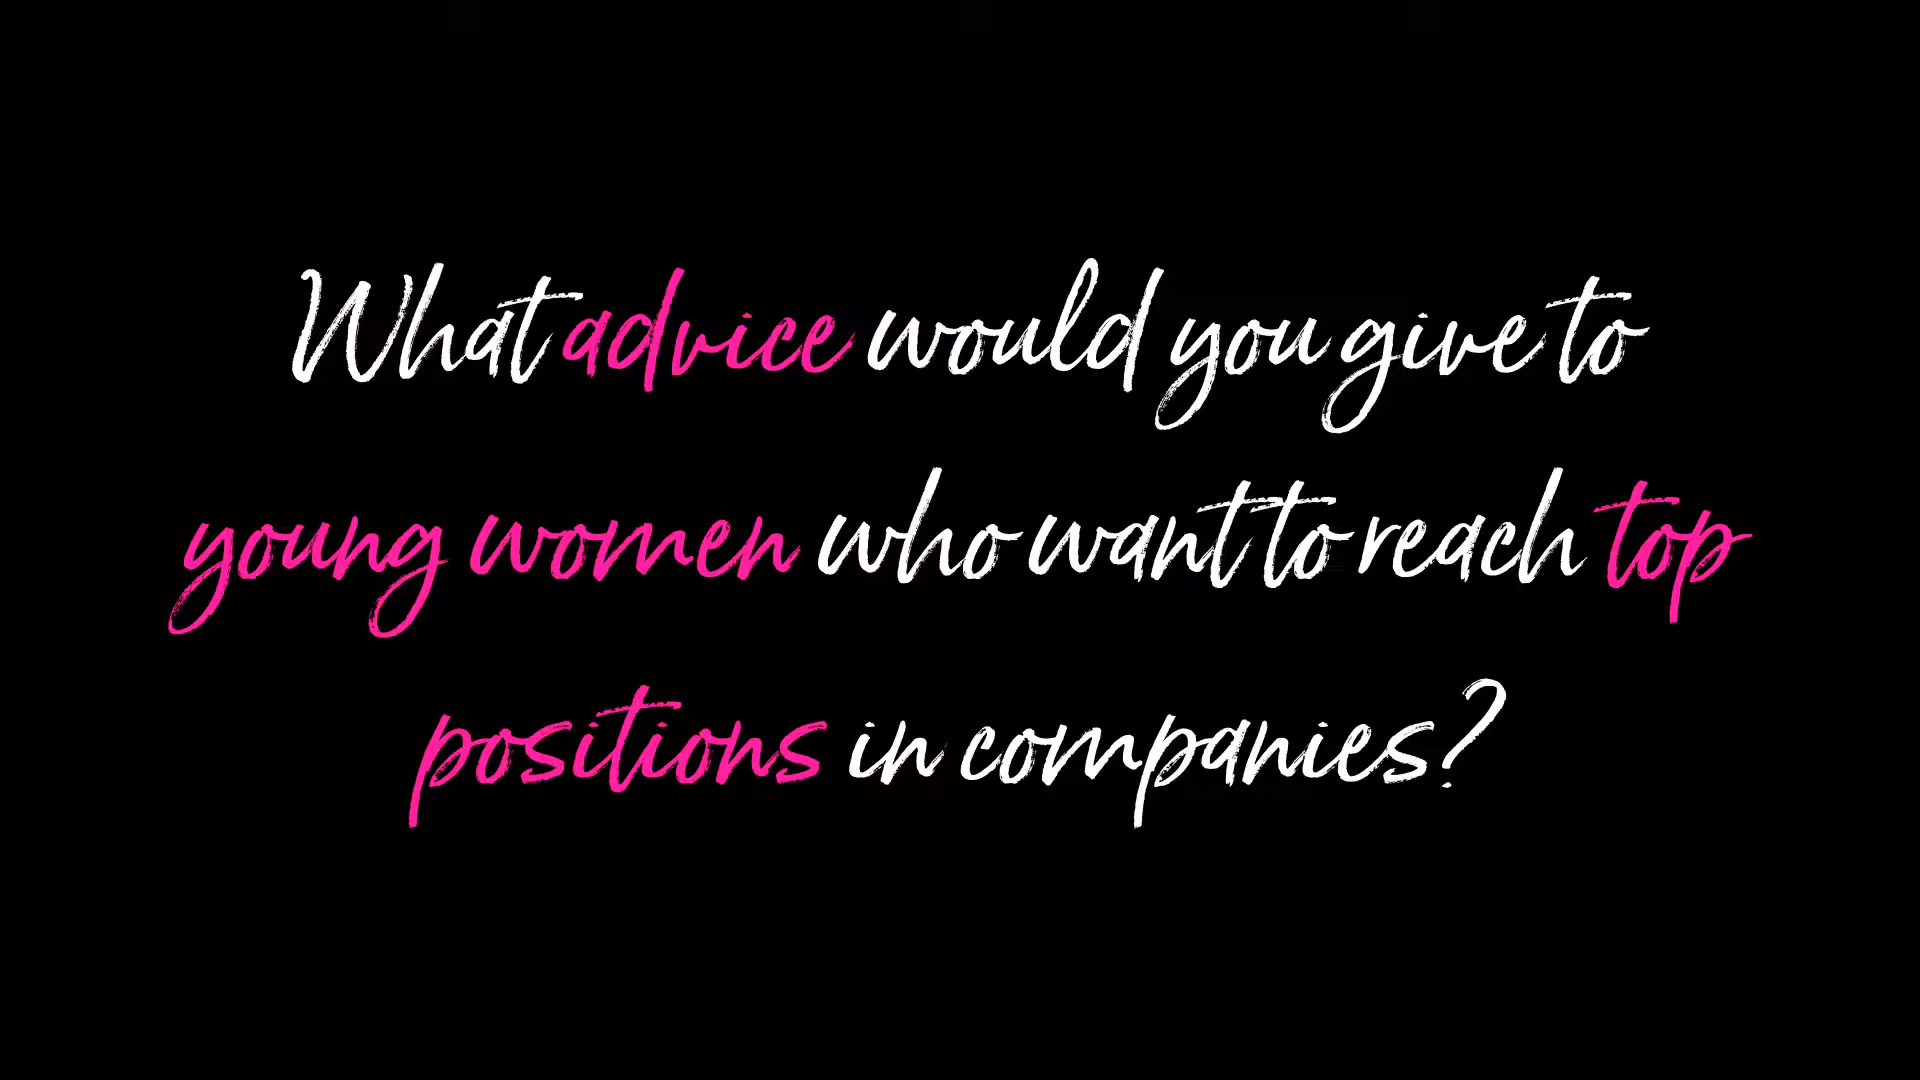 What advice would you give to
young women who want to reach top
positions in companies?